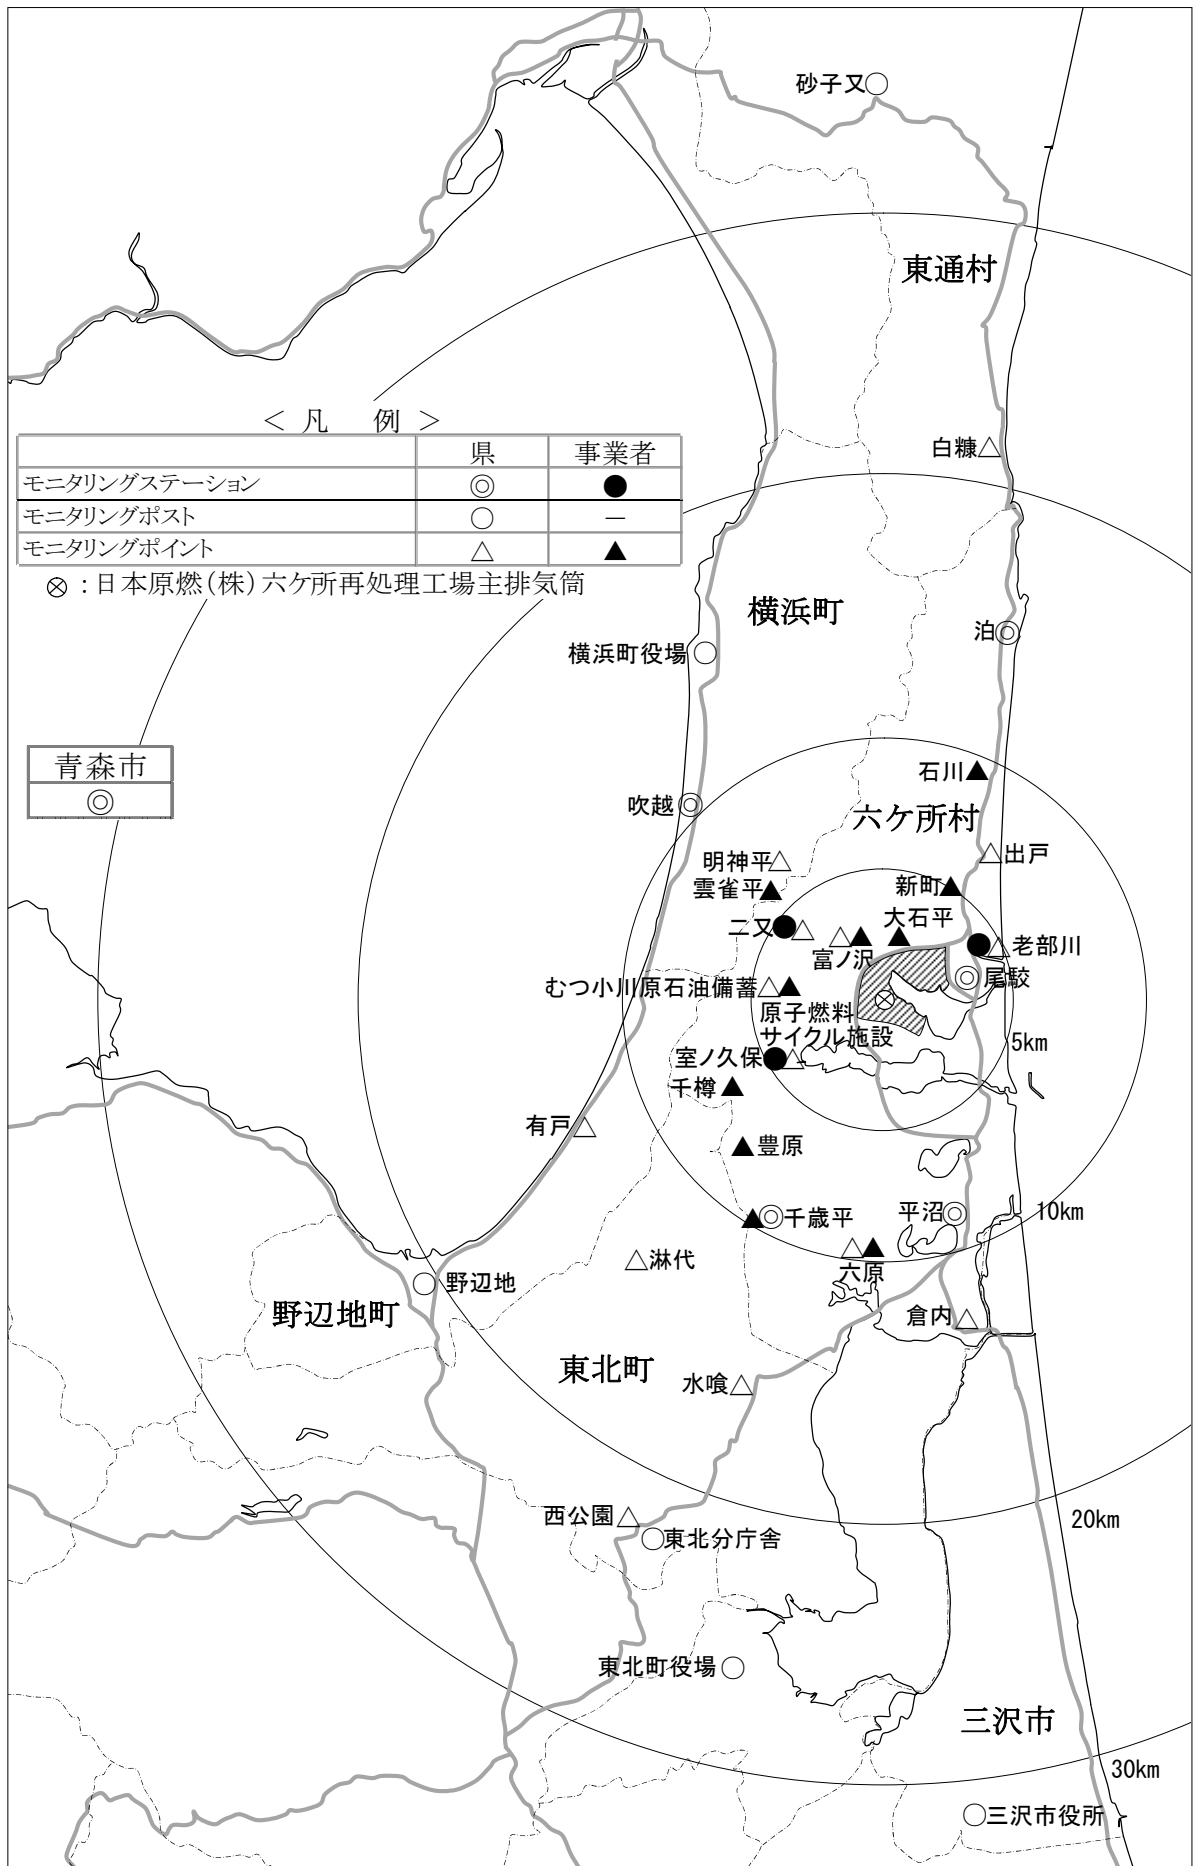 砂子又
東通村
＜ 凡　例 ＞
県 事業者
白糠
モニタリングステーション ◎ ●
モニタリングポスト ○ －
モニタリングポイント △ ▲
⊗ : 日本原燃(株)六ケ所再処理工場主排気筒
横浜町
泊
横浜町役場
青森市
石川
吹越
六ケ所村
明神平
出戸
雲雀平
新町
大石平
二又
富ノ沢
老部川
尾駮
むつ小川原石油備蓄
原子燃料
サイクル施設
5km
室ノ久保
千樽
有戸
豊原
千歳平
平沼
10km
淋代
六原
野辺地
野辺地町
倉内
東北町
水喰
西公園
20km
東北分庁舎
東北町役場
三沢市
30km
三沢市役所